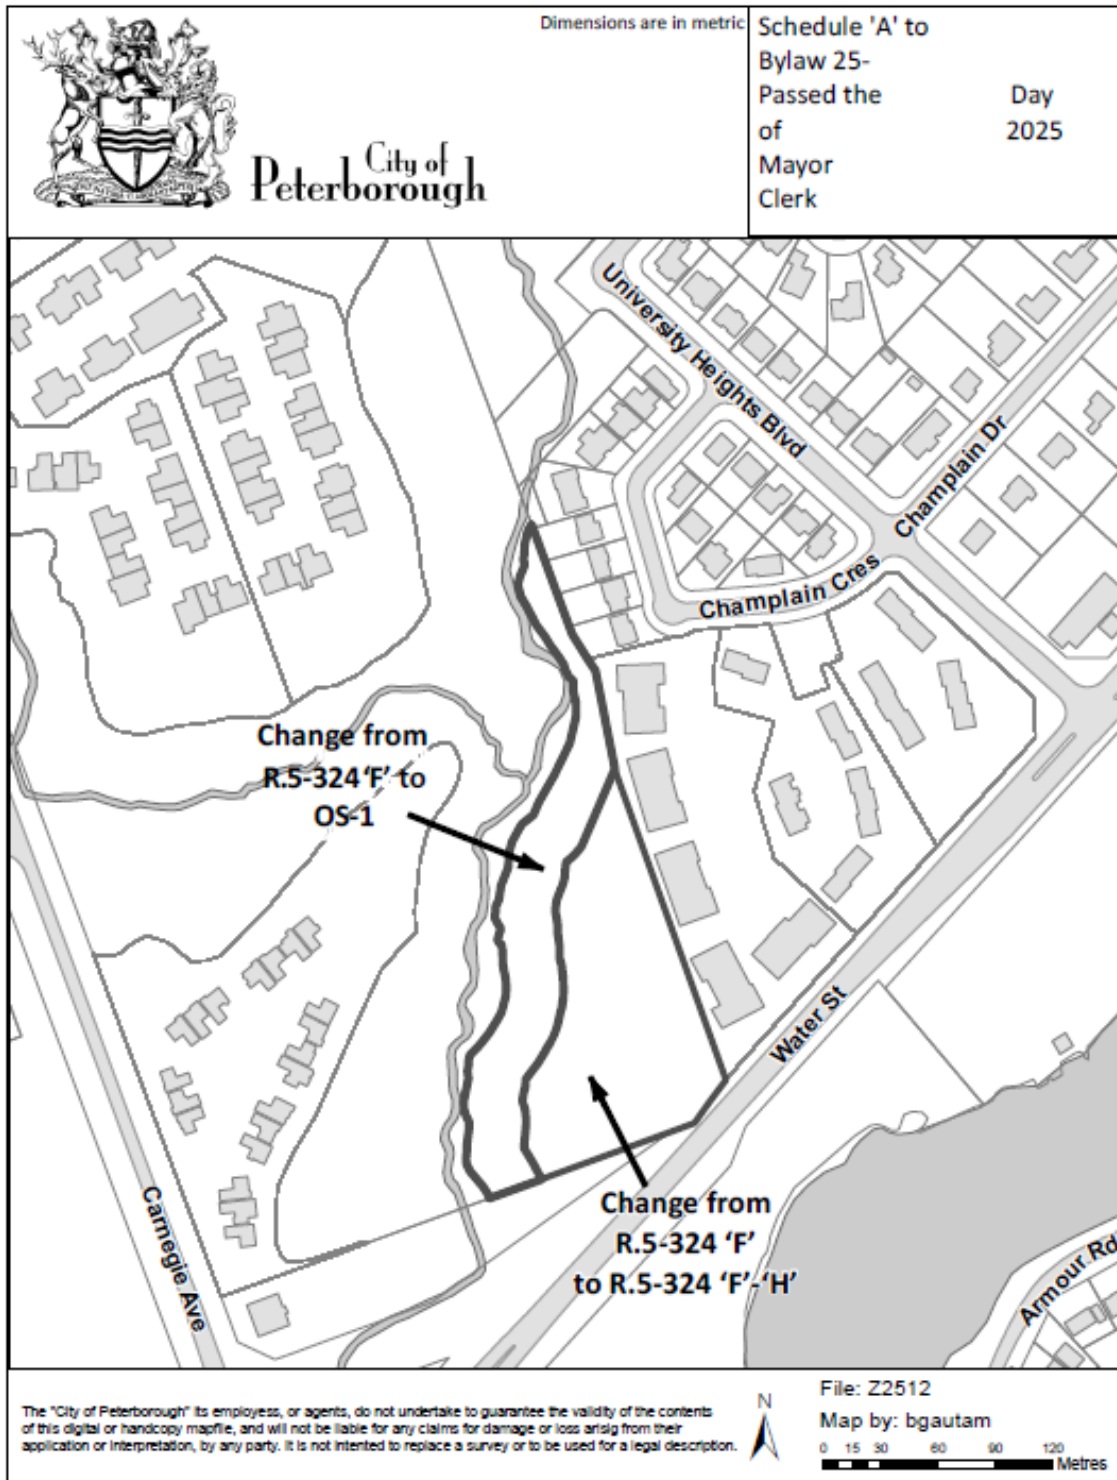 Dimensions are in metric
Schedule 'A' to
Bylaw 25-
Passed the Day
of 2025
Mayor
Clerk
City of
Peterborough
University Heights Blvd
Champlain Dr
Champlain Cres
Change from
R.5-324 ‘F’ to
OS-1
Water St
Change from
R.5-324 ‘F’
to R.5-324 ‘F’-‘H’
Carnegie Ave
Armour Rd
The "City of Peterborough" its employess, or agents, do not undertake to guarantee the validity of the contents
of this digital or handcopy mapfile, and will not be liable for any claims for damage or loss arisig from their
application or interpretation, by any party. It is not intended to replace a survey or to be used for a legal description.
N
File: Z2512
Map by: bgautam
0 15 30 60 90 120
Metres